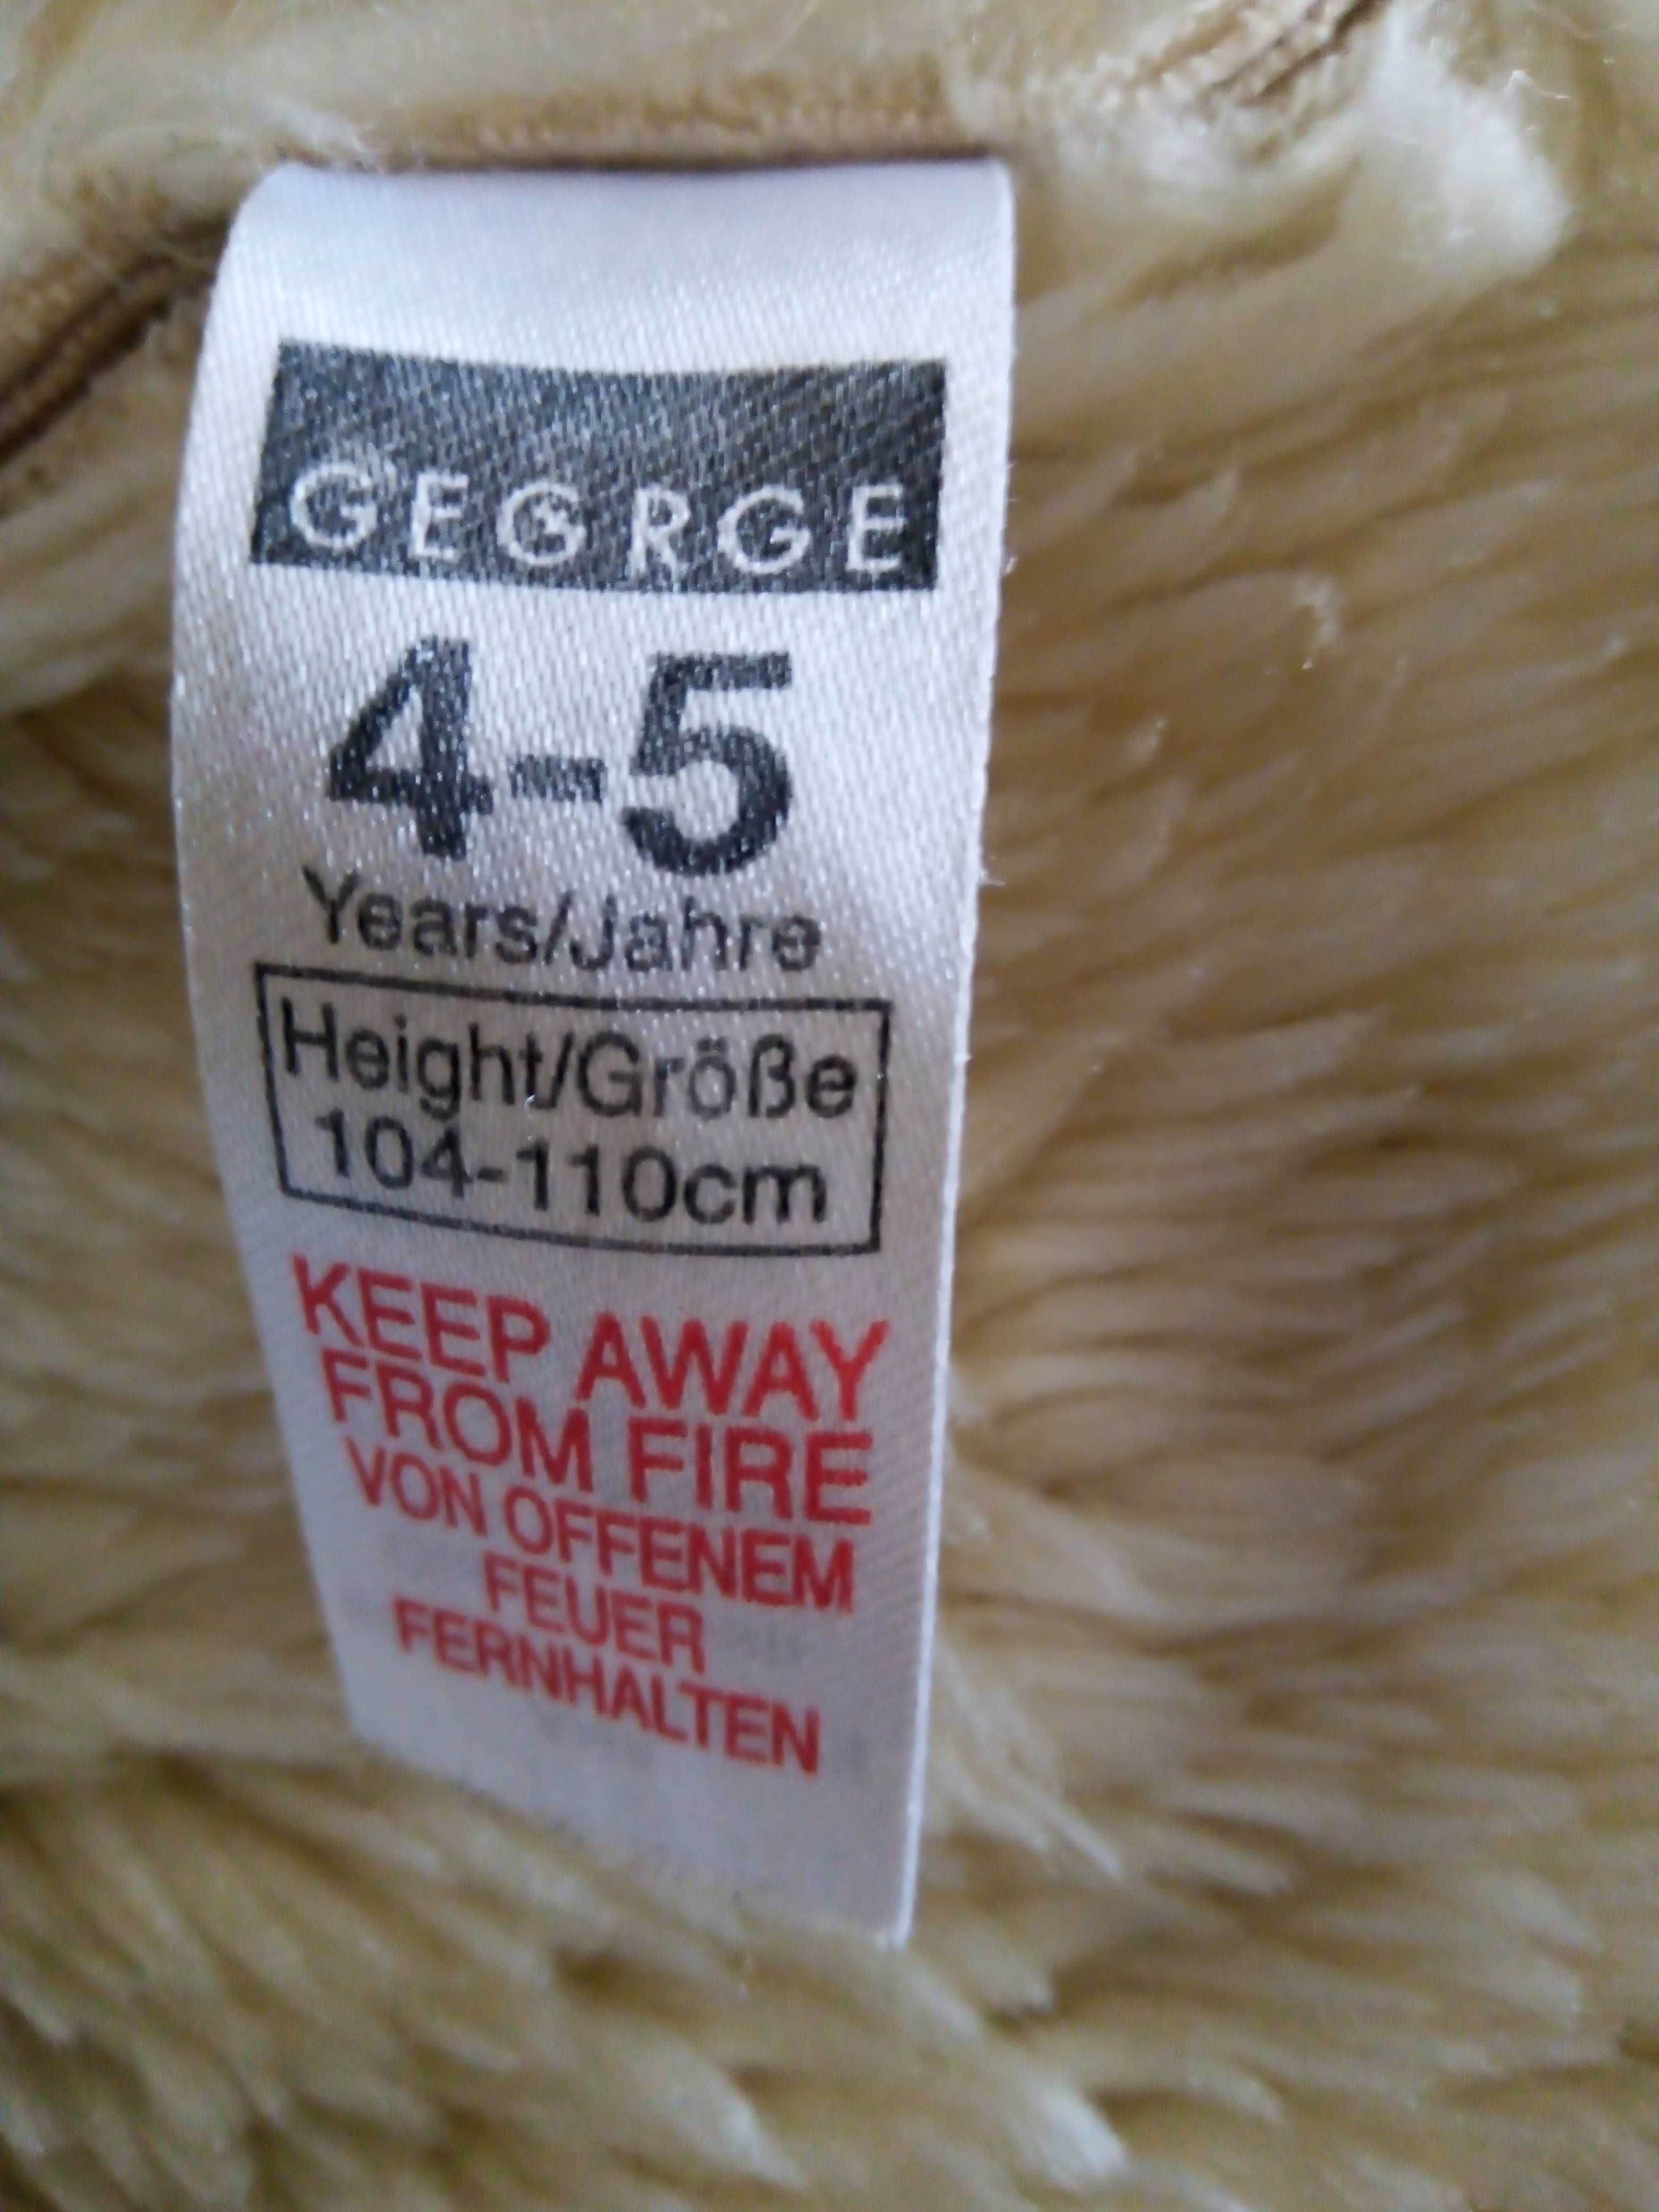 GEORGE
4-5
Years/Jahre
Height/Größe
104-110cm
KEEP AWAY
FROM FIRE
VON OFFENEM
FEUER
FERNHALTEN